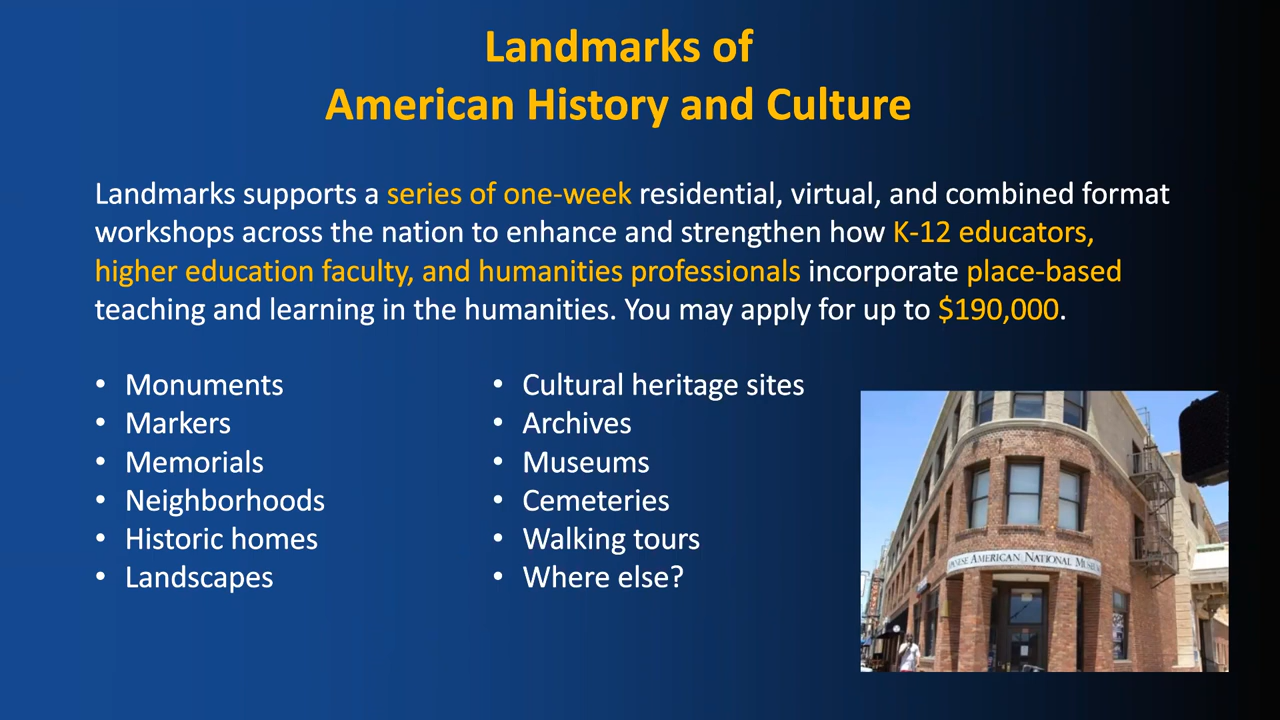 Landmarks of
American History and Culture
Landmarks supports a series of one-week residential, virtual, and combined format
workshops across the nation to enhance and strengthen how K-12 educators,
higher education faculty, and humanities professionals incorporate place-based
teaching and learning in the humanities. You may apply for up to $190,000.
• Monuments
• Markers
• Memorials
• Neighborhoods
• Historic homes
• Landscapes
• Cultural heritage sites
• Archives
• Museums
• Cemeteries
• Walking tours
• Where else?
AMERICAN NATIONAL